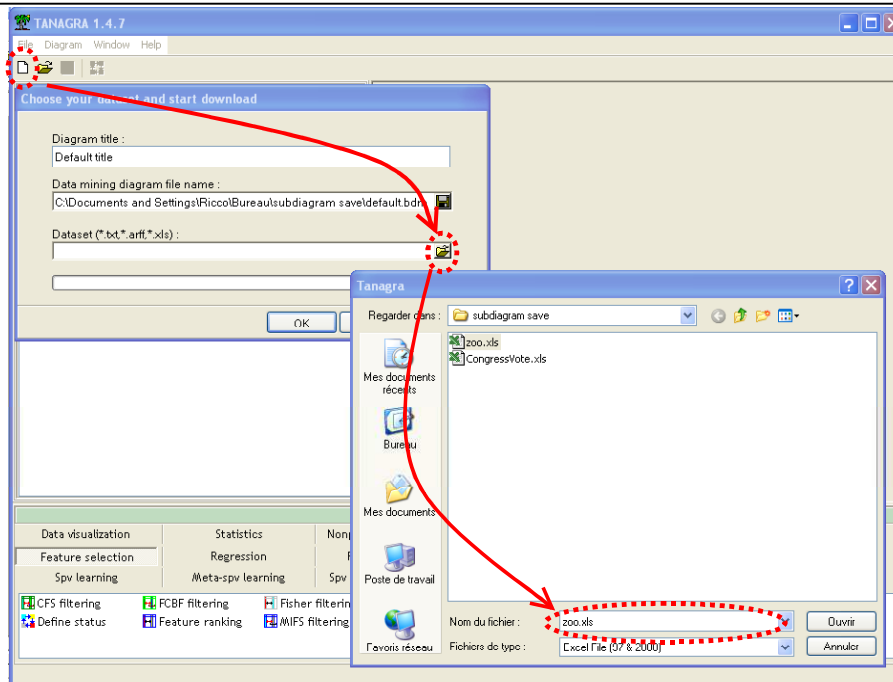 TANAGRA 1.4.7
File Diagram Window Help
Choose your dataset and start download
Diagram title :
Default title
Data mining diagram file name :
C:\Documents and Settings\Ricco\Bureau\subdiagram save\default.bdm
Dataset (*.txt,*.arff,*.xls) :
OK
Tanagra
Regarder dans :
subdiagram save
zoo.xls
CongressVote.xls
Mes documents
récents
Bureau
Mes documents
Poste de travail
Favoris réseau
Nom du fichier :
zoo.xls
Ouvrir
Fichiers de type :
Excel File (97 & 2000)
Annuler
Data visualization
Statistics
Feature selection
Regression
Spv learning
Meta-spv learning
Spv
CFS filtering
FCBF filtering
Fisher filterin
Define status
Feature ranking
MIFS filtering